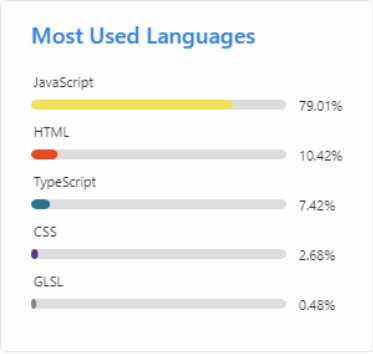 Most Used Languages
JavaScript
79.01%
HTML
10.42%
TypeScript
7.42%
CSS
2.68%
GLSL
0.48%